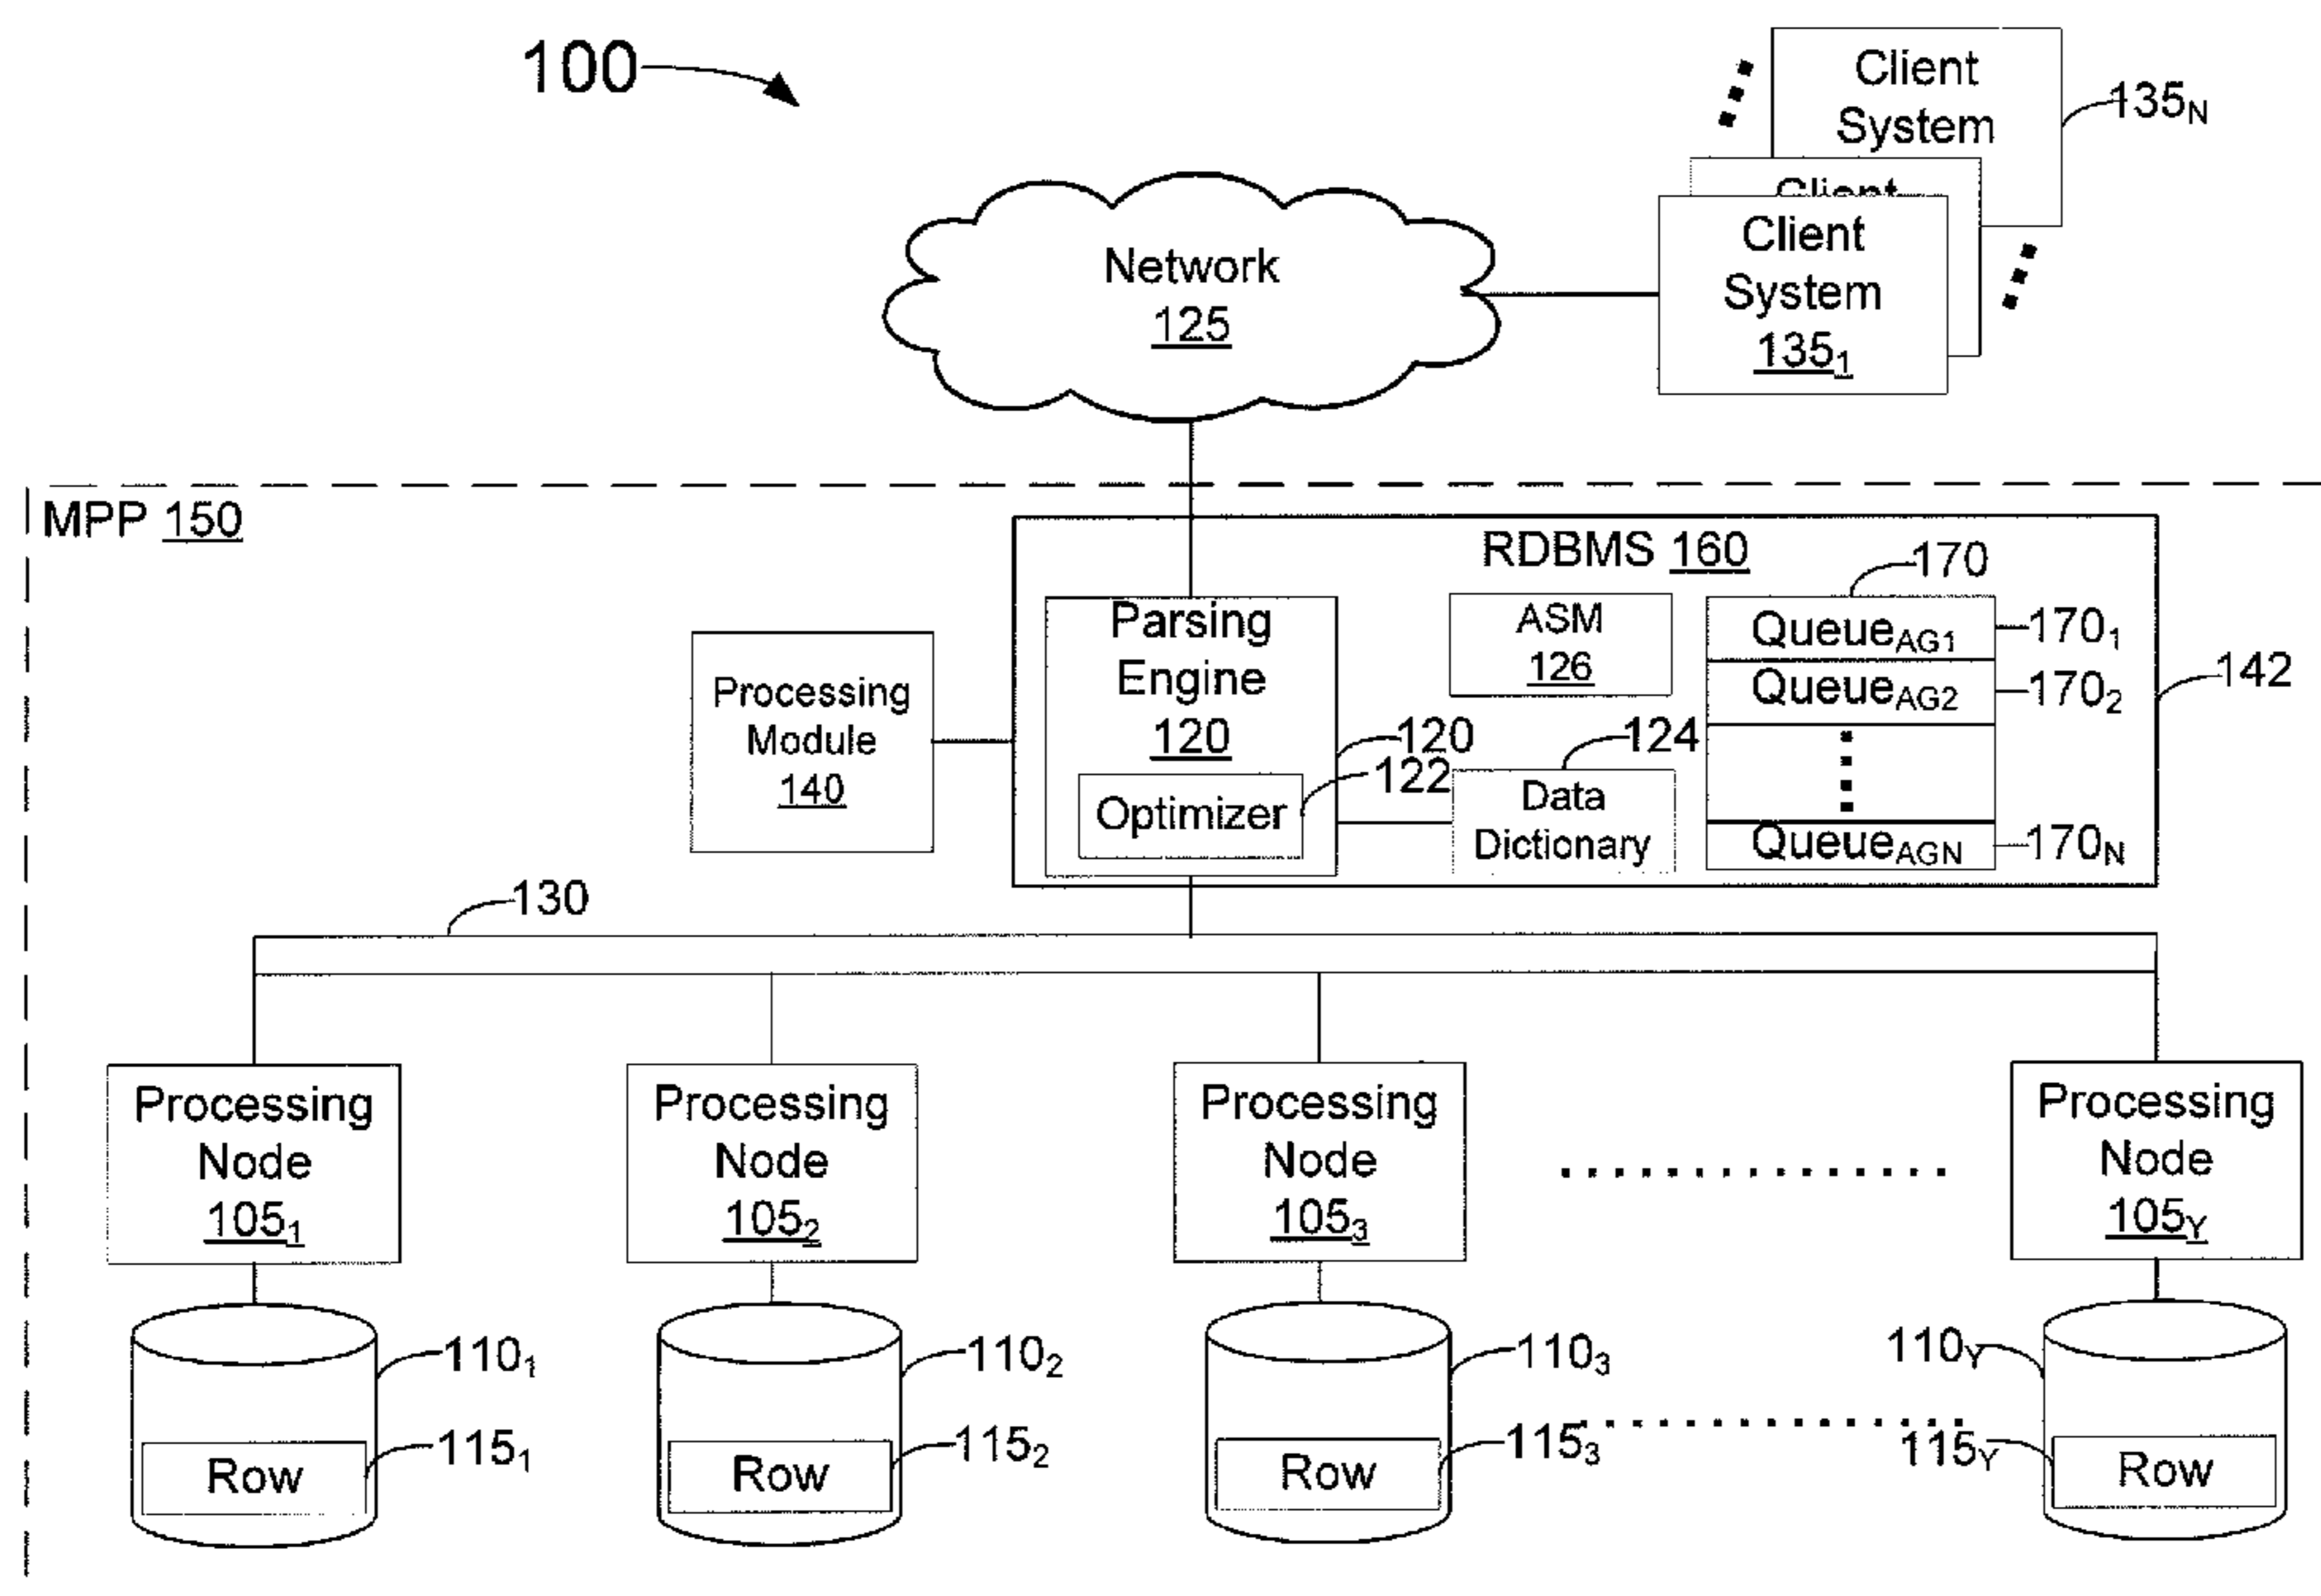 100
Client
System
135N
Client
Client
System
1351
Network
125
MPP 150
RDBMS 160
170
Parsing
Engine
120
Optimizer
120
122
ASM
126
124
Data
Dictionary
QueueAG1
1701
QueueAG2
1702
QueueAGN
170N
142
Processing
Module
140
130
Processing
Node
1051
Processing
Node
1052
Processing
Node
1053
Processing
Node
105Y
1101
1102
1103
110Y
Row
1151
Row
1152
Row
1153
115Y
Row